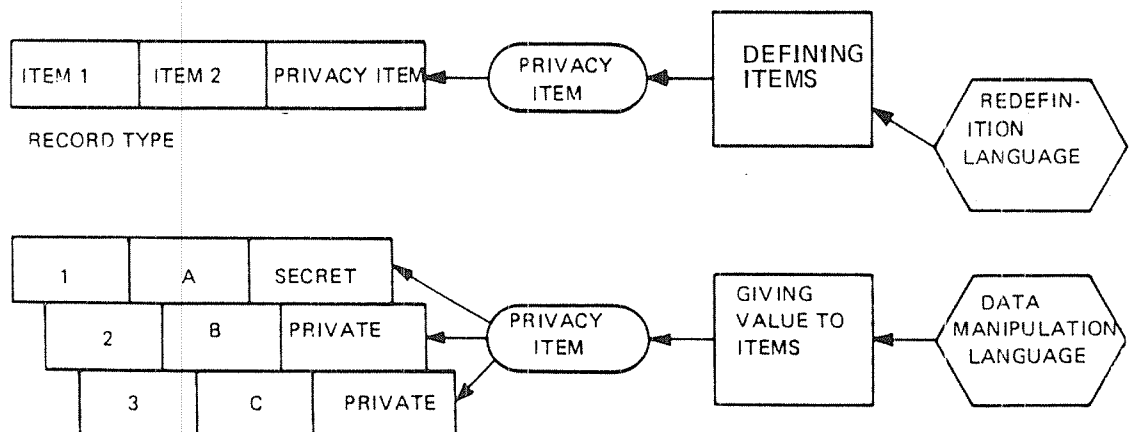 ITEM 1 ITEM 2 PRIVACY ITEM
PRIVACY
ITEM
DEFINING
ITEMS
REDEFIN-
ITION
LANGUAGE
RECORD TYPE
1 A SECRET
2 B PRIVATE
3 C PRIVATE
PRIVACY
ITEM
GIVING
VALUE TO
ITEMS
DATA
MANIPULATION
LANGUAGE